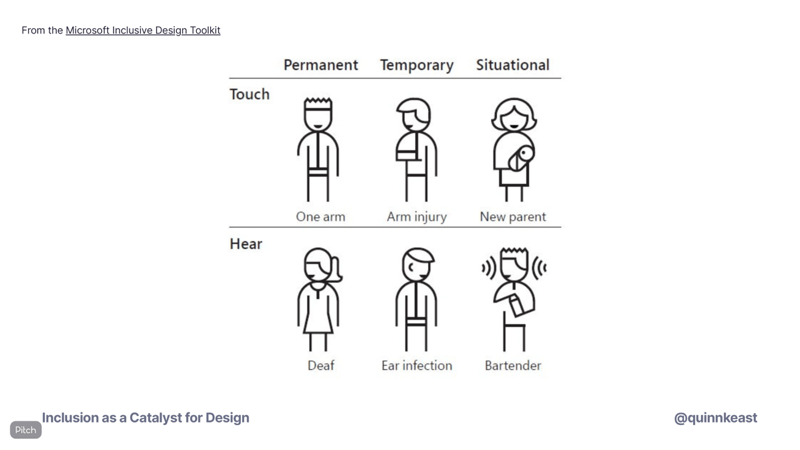 From the Microsoft Inclusive Design Toolkit
Permanent Temporary Situational
Touch
One arm Arm injury New parent
Hear
Deaf Ear infection Bartender
Inclusion as a Catalyst for Design
@quinnkeast
Pitch